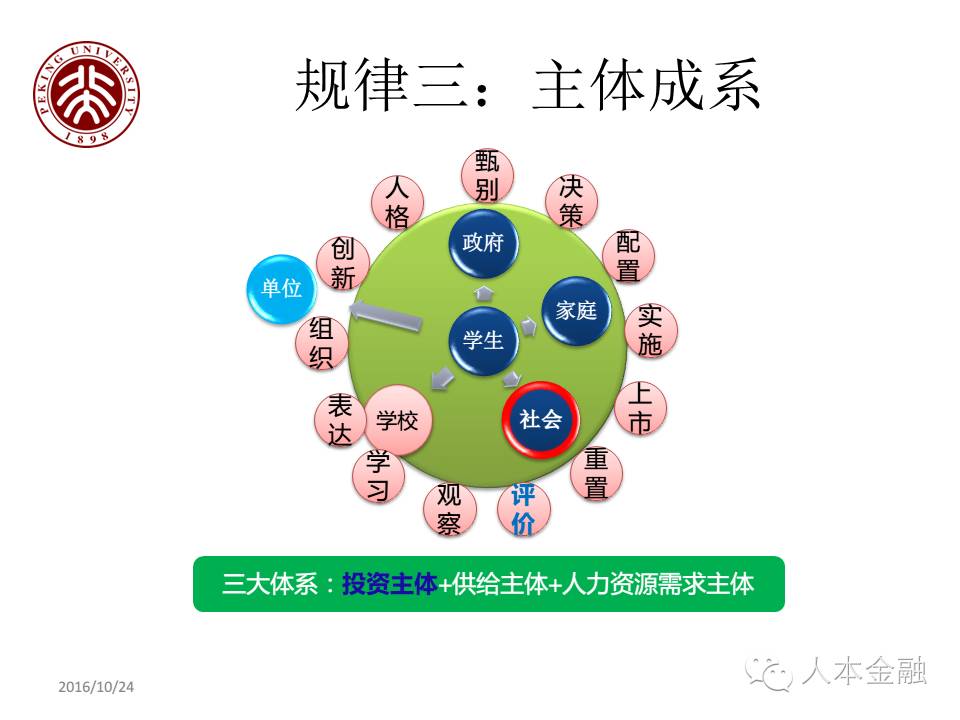 PEKING UNIVERSITY
1898
规律三：主体成系
甄
别
人
格
决
策
创
新
政府
配
置
单位
家庭
组
织
学生
实
施
表
达
学校
社会
上
市
学
习
重
置
观
察
评
价
三大体系：投资主体+供给主体+人力资源需求主体
2016/10/24
人本金融